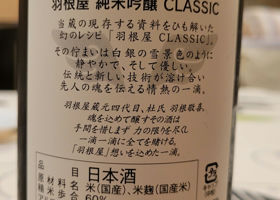 羽根屋 純米吟醸 CLASSIC
当蔵の現存する資料をひも解いた
幻のレシピ「羽根屋 CLASSIC」。
その佇まいは白銀の雪景色のように
静やかで、そして優しい。
伝統と新しい技術が溶け合い
先人の魂を伝える情熱の一滴。
羽根屋蔵元四代目、杜氏 羽根敬喜、
魂を込めて醸すその酒は
手間を惜しまず 力の限りを尽し
一滴一滴に全てを賭ける。
「羽根屋」想いを込めた一滴。
日本酒
米(国産)、米麹(国産米)
60%